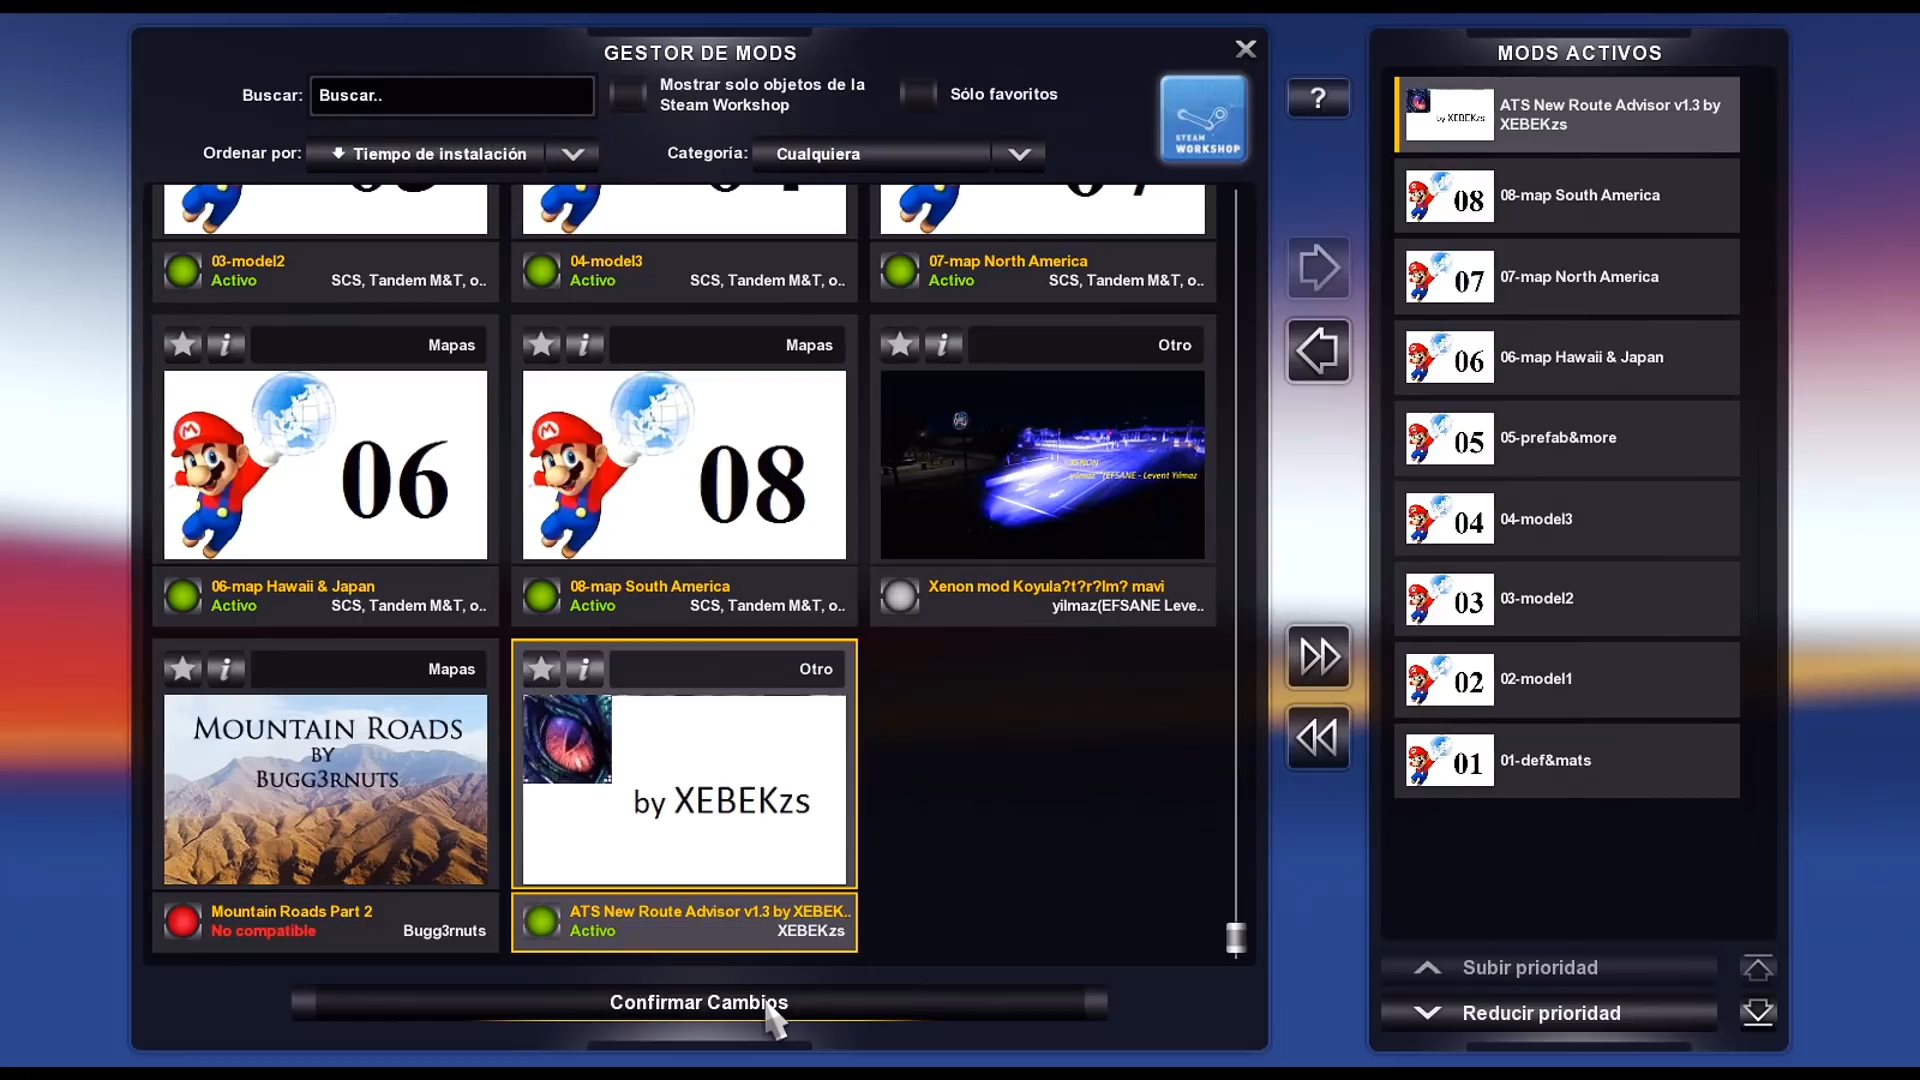 GESTOR DE MODS
Buscar:
Buscar..
Mostrar solo objetos de la
Steam Workshop
Sólo favoritos
STEAM
WORKSHOP
Ordenar por:
Tiempo de instalación
Categoría:
Cualquiera
03-model2
Activo
SCS, Tandem M&T, o..
04-model3
Activo
SCS, Tandem M&T, o..
07-map North America
Activo
SCS, Tandem M&T, o..
i
Mapas
M
06
06-map Hawaii & Japan
Activo
SCS, Tandem M&T, o..
i
Mapas
M
08
08-map South America
Activo
SCS, Tandem M&T, o..
i
Otro
XENON
yilmaz (EFSANE - Levent Yilmaz
Xenon mod Koyula?t?r?lm? mavi
yilmaz(EFSANE Leve..
i
Mapas
MOUNTAIN ROADS
BY
BUGG3RNUTS
Mountain Roads Part 2
No compatible
Bugg3rnuts
i
Otro
by XEBEKzs
ATS New Route Advisor v1.3 by XEBEK..
Activo
XEBEKzs
Confirmar Cambios
?
MODS ACTIVOS
by XEBEKzs
ATS New Route Advisor v1.3 by
XEBEKzs
08
08-map South America
07
07-map North America
06
06-map Hawaii & Japan
05
05-prefab&more
04
04-model3
03
03-model2
02
02-model1
01
01-def&mats
Subir prioridad
Reducir prioridad